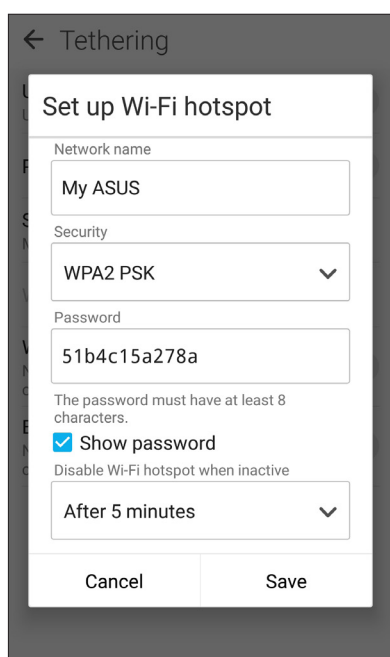 Tethering
Set up Wi-Fi hotspot
Network name
My ASUS
Security
WPA2 PSK
Password
51b4c15a278a
The password must have at least 8
characters.
Show password
Disable Wi-Fi hotspot when inactive
After 5 minutes
Cancel
Save